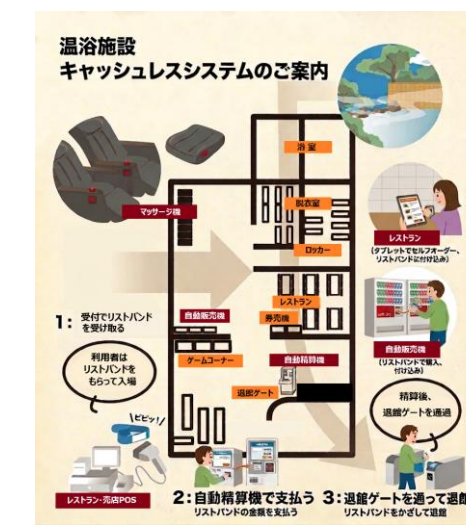 温浴施設
キャッシュレスシステムのご案内
浴室
マッサージ機
脱衣室
レストラン
(タブレットでセルフオーダー、
リストバンドに付け込み)
ロッカー
レストラン
自動販売機
券売機
1: 受付でリストバンド
を受け取る
自動販売機
(リストバンドで購入、
付け込み)
ゲームコーナー
自動精算機
利用者は
リストバンドを
もらって入場
退館ゲート
精算後、
退館ゲートを通過
ピピッ!
レストラン・売店POS
2:自動精算機で支払う
リストバンドの金額を支払う
3:退館ゲートを通って退館
リストバンドをかざして退館